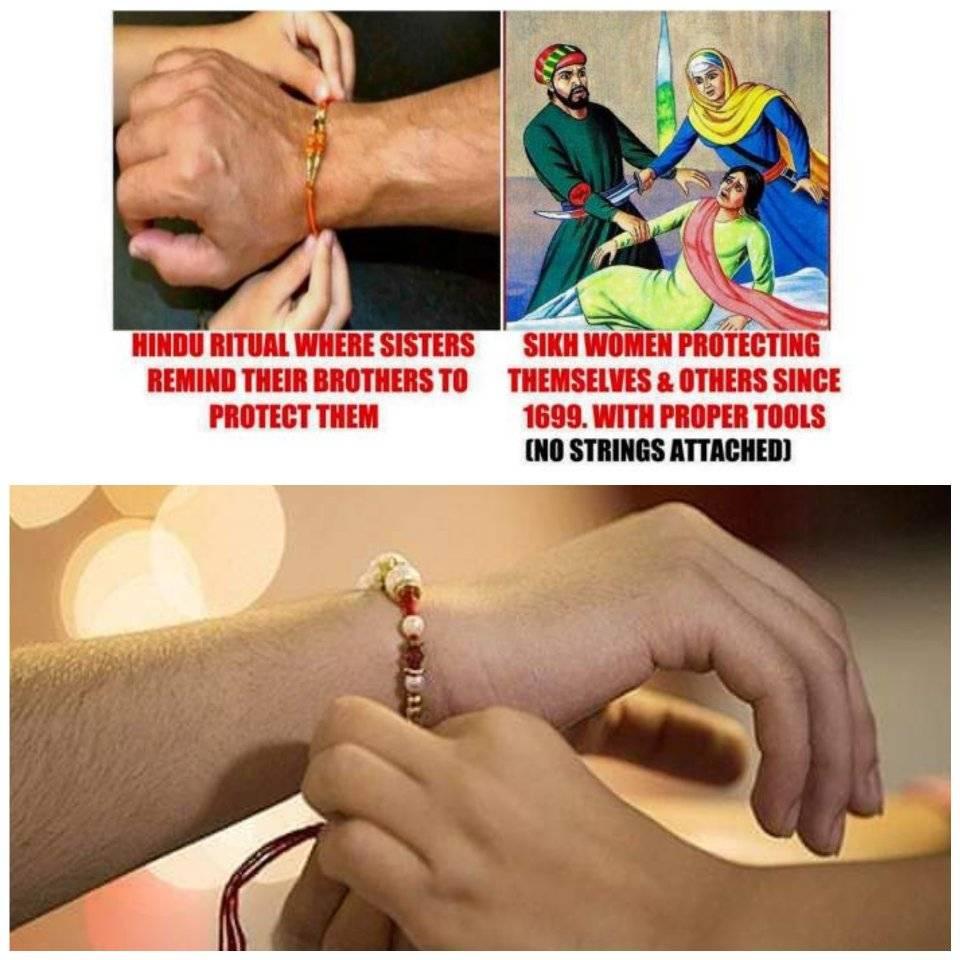 HINDU RITUAL WHERE SISTERS
REMIND THEIR BROTHERS TO
PROTECT THEM
SIKH WOMEN PROTECTING
THEMSELVES & OTHERS SINCE
1699. WITH PROPER TOOLS
(NO STRINGS ATTACHED)